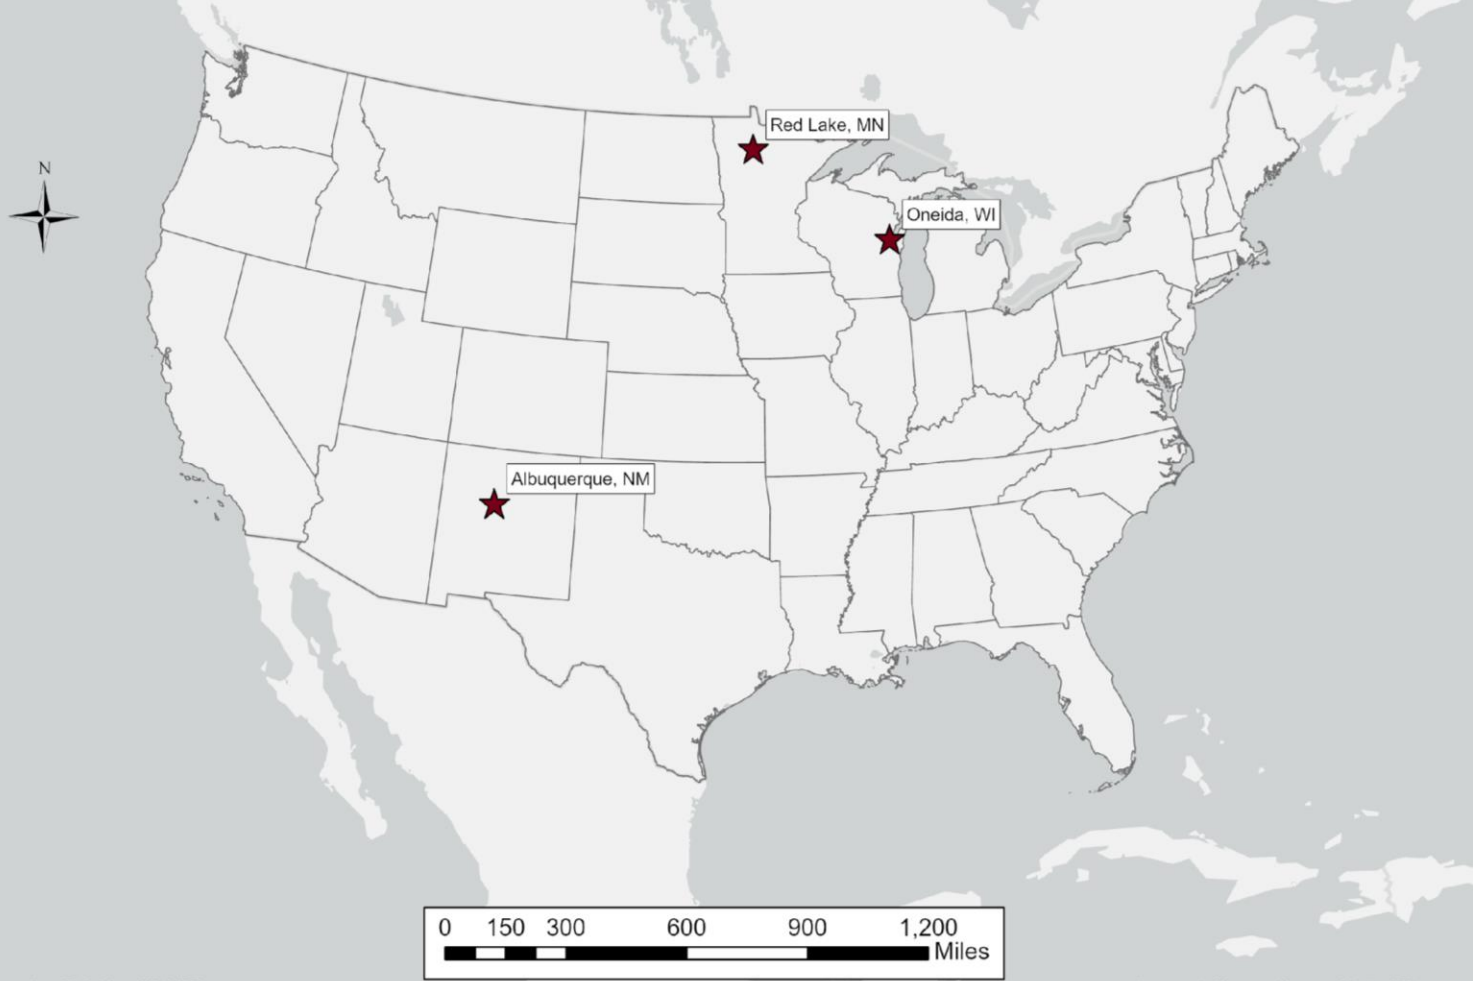 Red Lake, MN
N
Oneida, WI
Albuquerque, NM
0 150 300 600 900 1,200
Miles